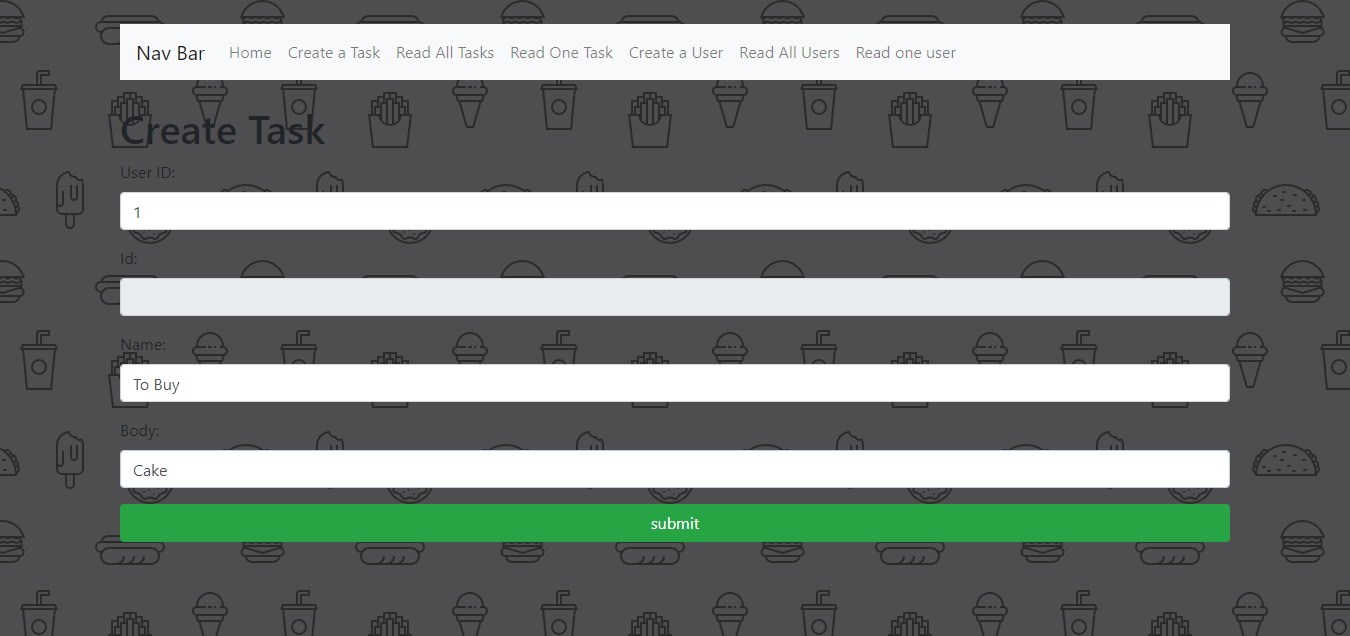 Nav Bar Home Create a Task Read All Tasks Read One Task Create a User Read All Users Read one user
Create Task
User ID:
1
Id:
Name:
To Buy
Body:
Cake
submit